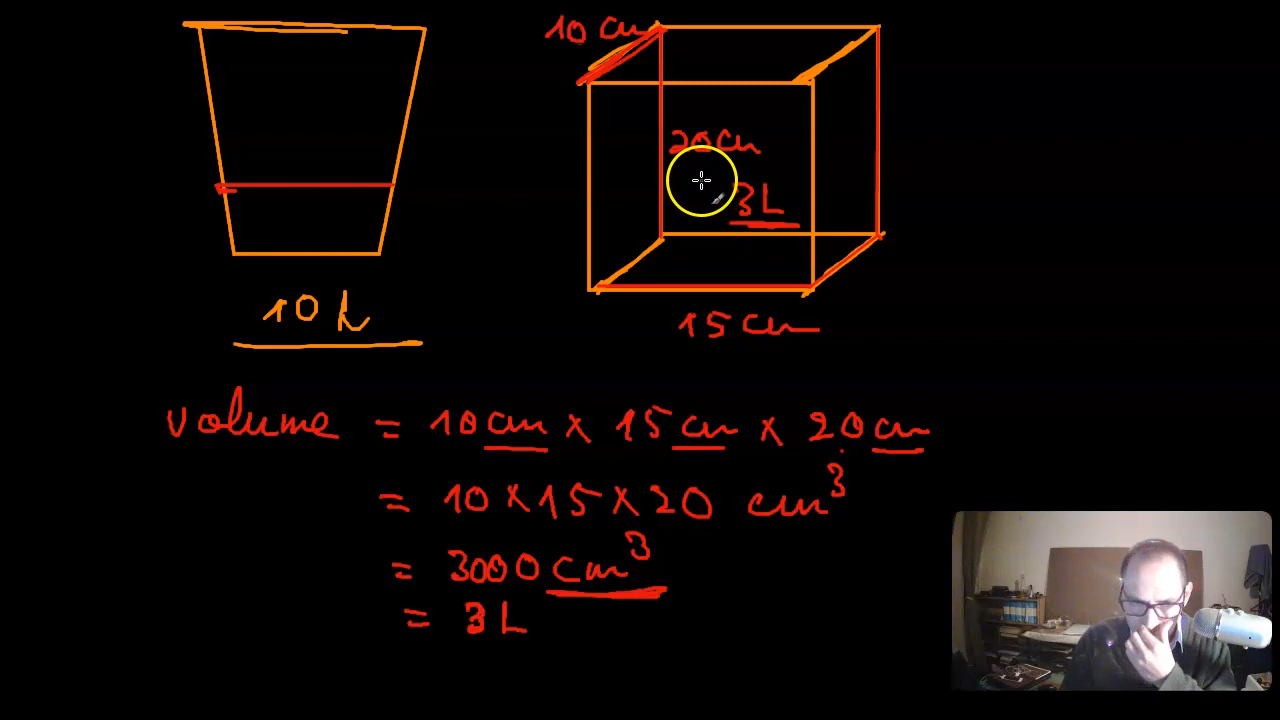 10 cm
20 cm
3 L
10 L
15 cm
volume = 10 cm × 15 cm × 20 cm
= 10 × 15 × 20 cm³
= 3000 cm³
= 3 L